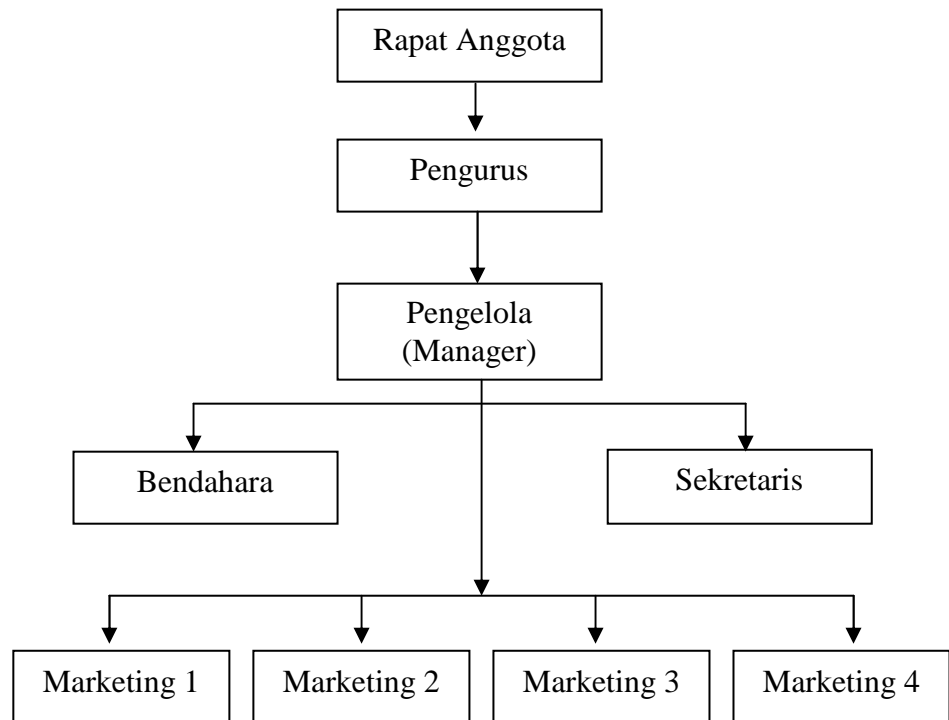 Rapat Anggota
Pengurus
Pengelola
(Manager)
Bendahara
Sekretaris
Marketing 1
Marketing 2
Marketing 3
Marketing 4